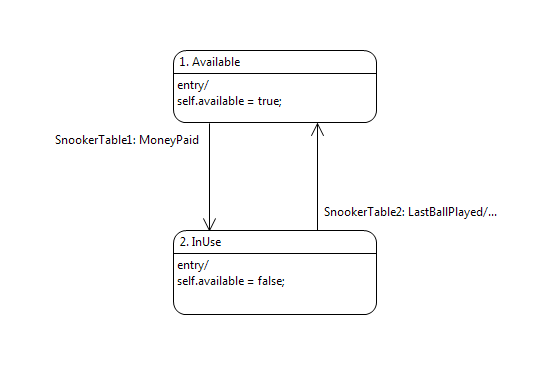 1. Available
entry/
self.available = true;
SnookerTable1: MoneyPaid
SnookerTable2: LastBallPlayed/...
2. InUse
entry/
self.available = false;